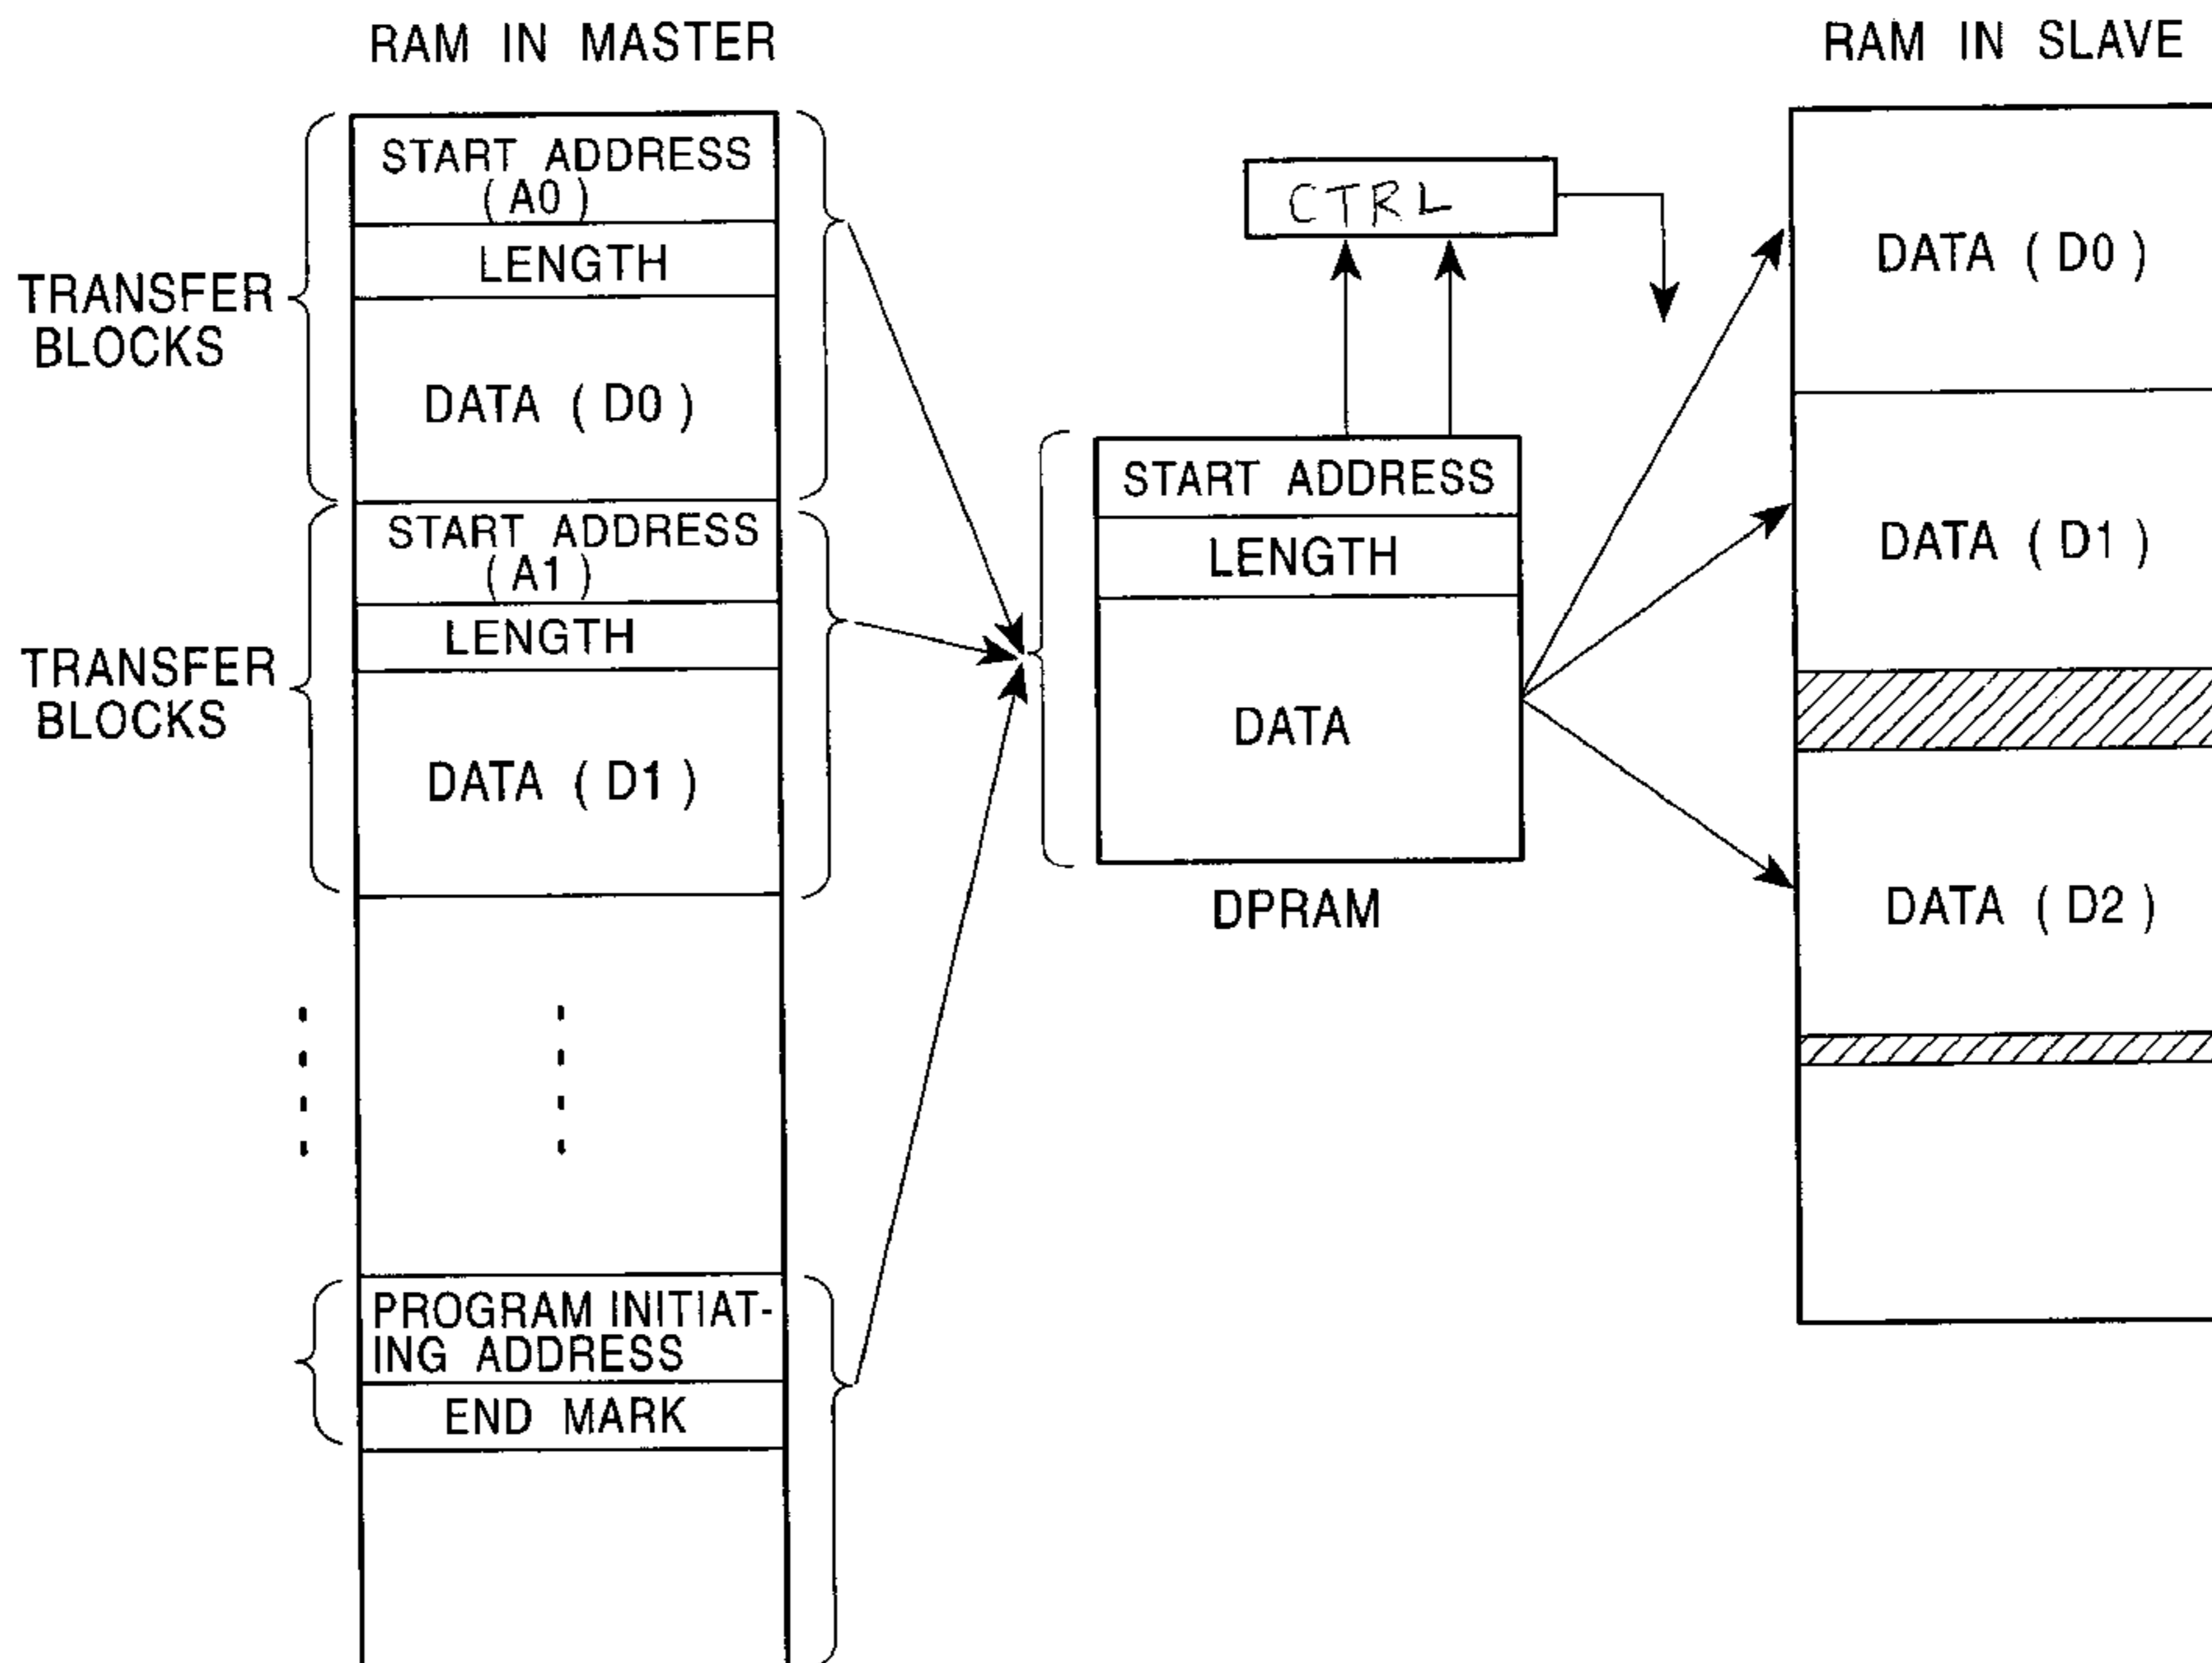 RAM IN MASTER
START ADDRESS
( A0 )
LENGTH
DATA ( D0 )
TRANSFER
BLOCKS
START ADDRESS
( A1 )
LENGTH
DATA ( D1 )
TRANSFER
BLOCKS
PROGRAM INITIAT-
ING ADDRESS
END MARK
CTRL
START ADDRESS
LENGTH
DATA
DPRAM
RAM IN SLAVE
DATA ( D0 )
DATA ( D1 )
DATA ( D2 )